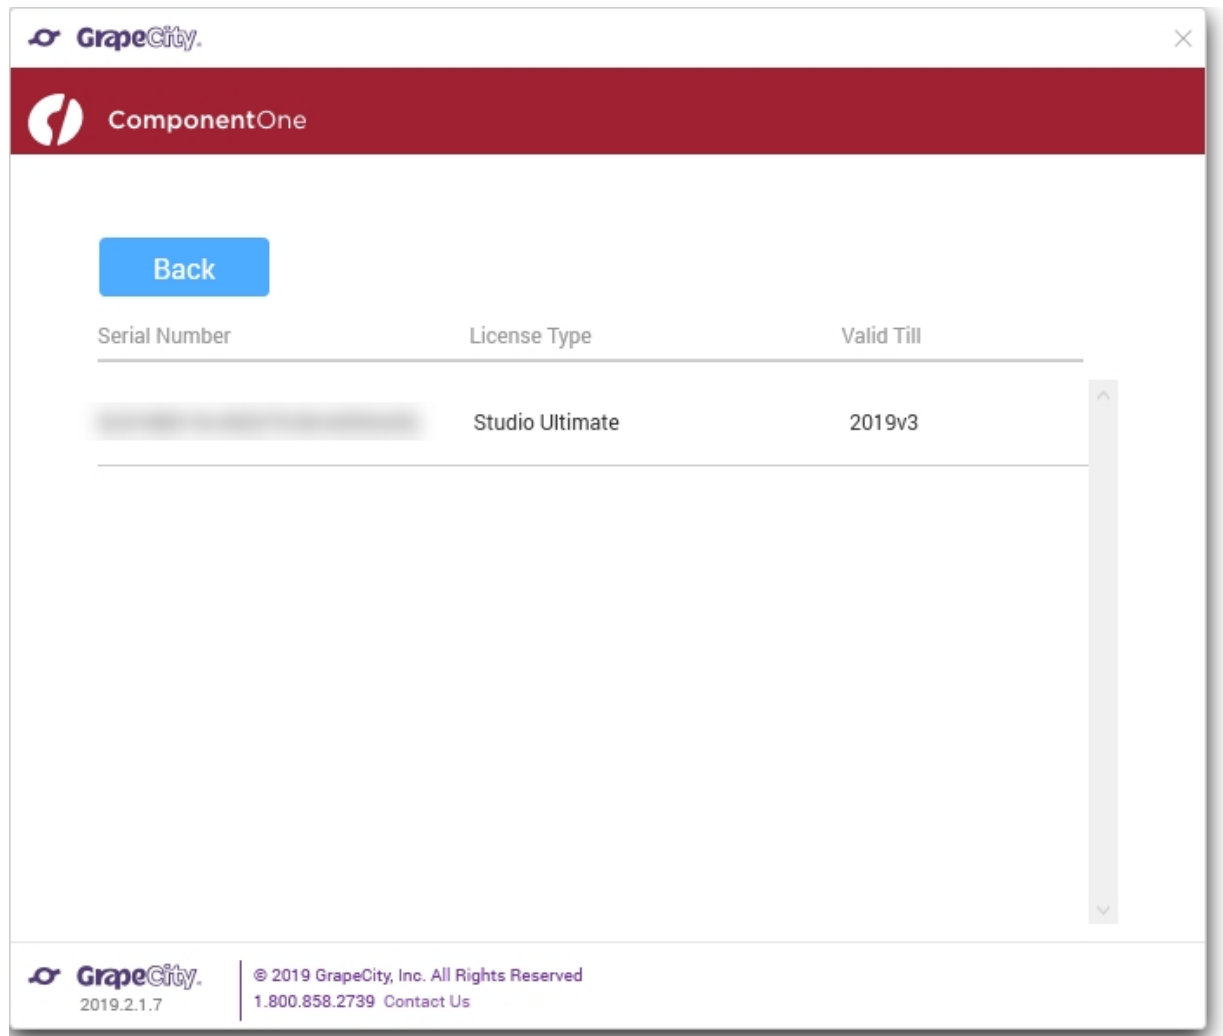 GrapeCity.
ComponentOne
Back
Serial Number License Type Valid Till
Studio Ultimate 2019v3
GrapeCity.
2019.2.1.7
© 2019 GrapeCity, Inc. All Rights Reserved
1.800.858.2739 Contact Us